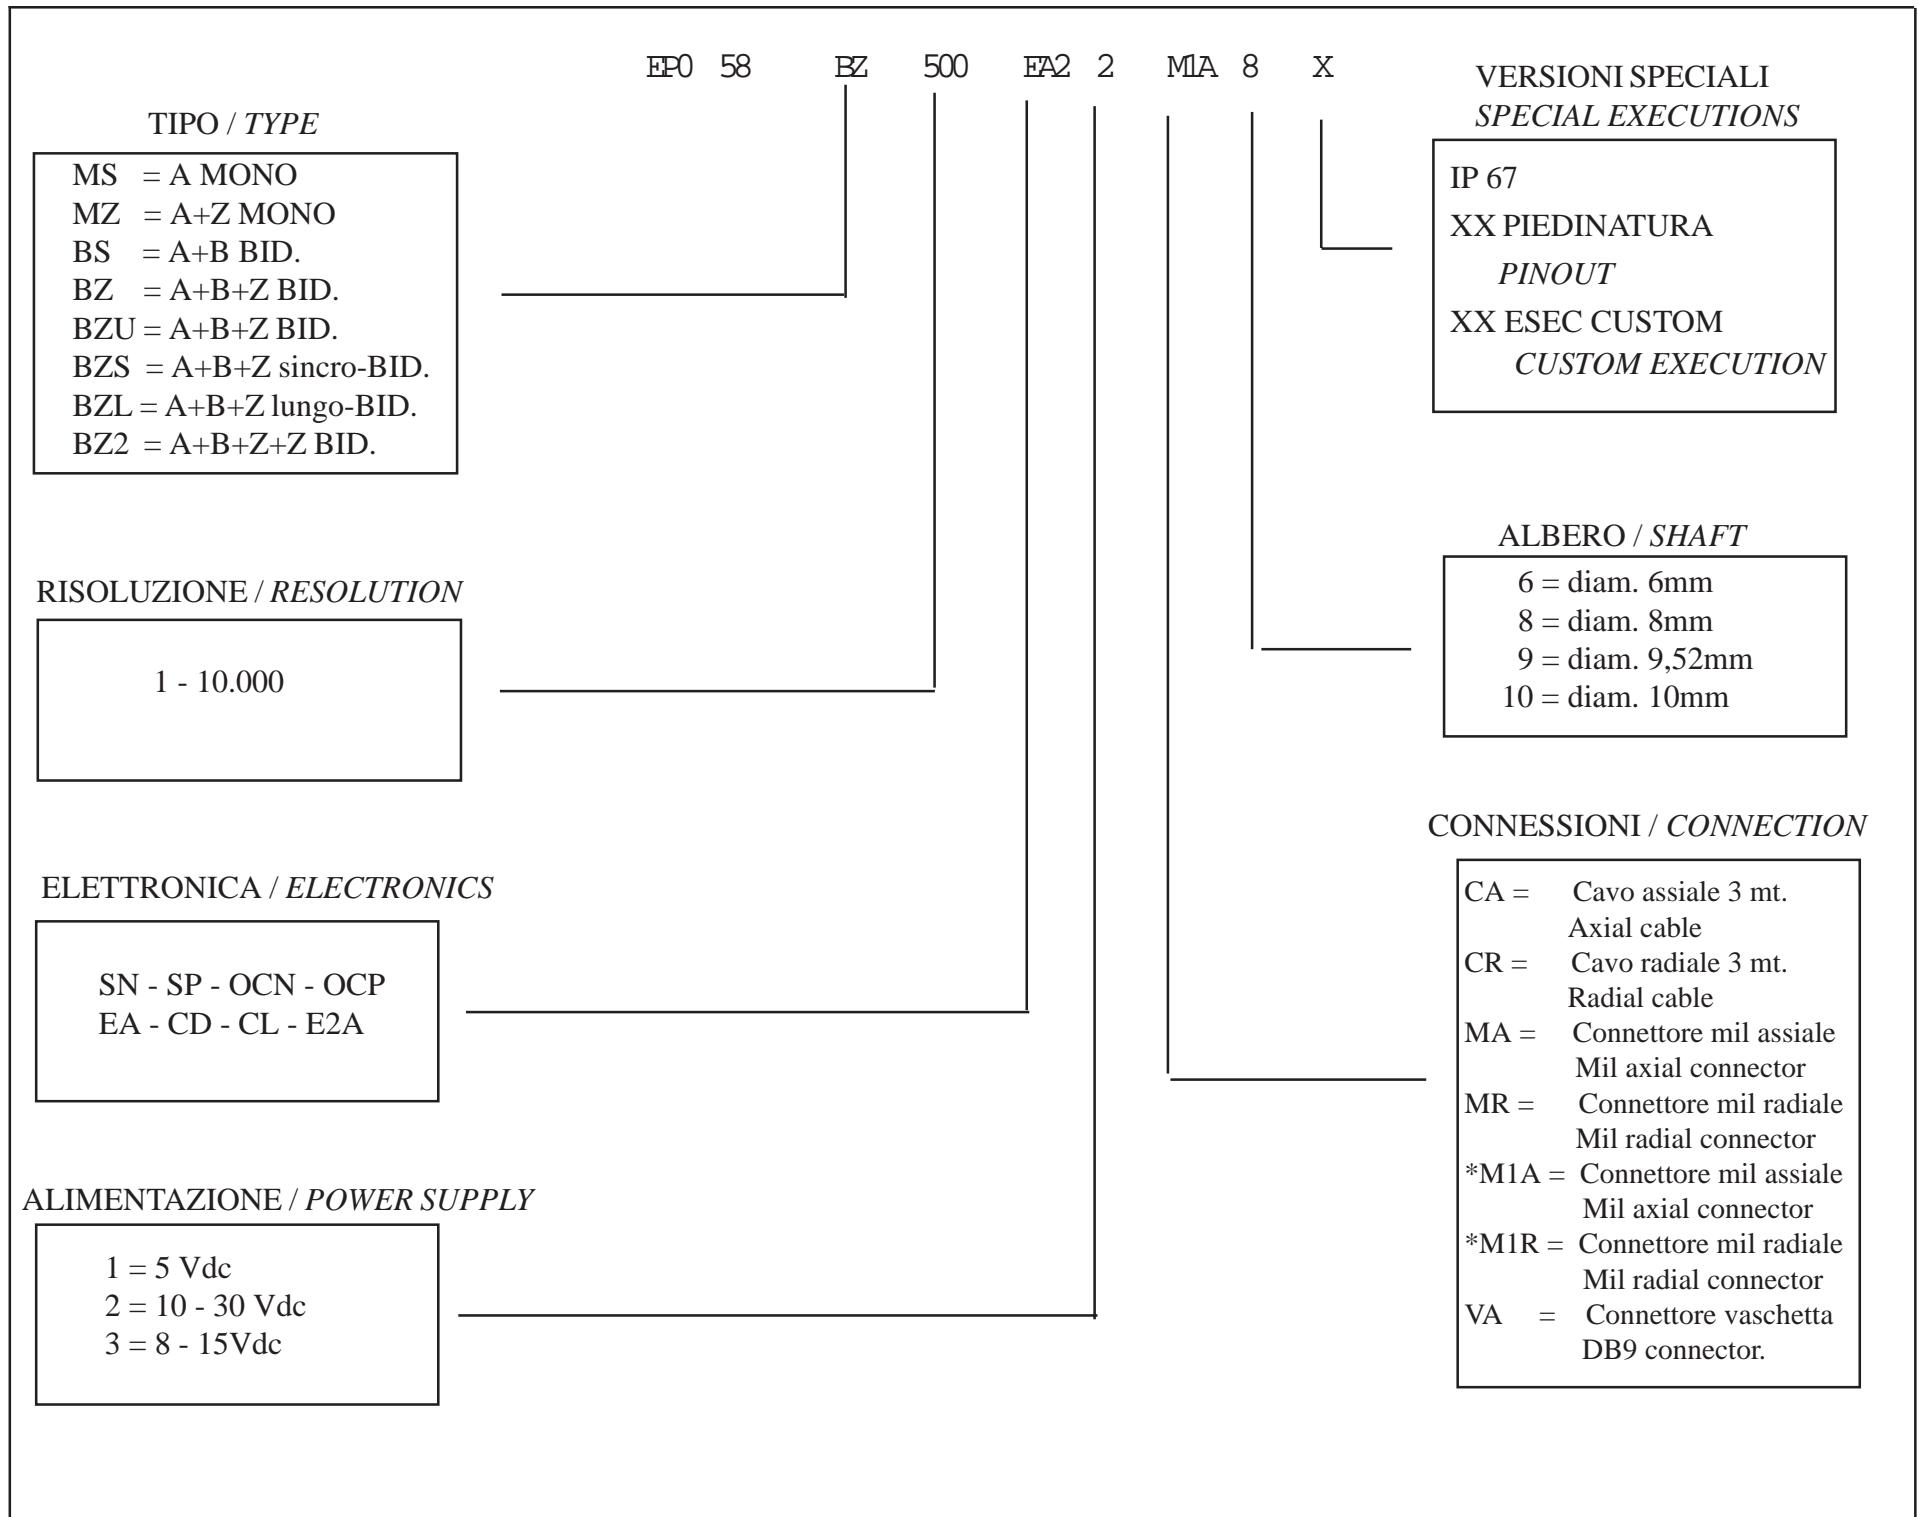 EP0 58 BZ 500 EA2 2 M1A 8 X
TIPO / TYPE
MS = A MONO
MZ = A+Z MONO
BS = A+B BID.
BZ = A+B+Z BID.
BZU = A+B+Z BID.
BZS = A+B+Z sincro-BID.
BZL = A+B+Z lungo-BID.
BZ2 = A+B+Z+Z BID.
RISOLUZIONE / RESOLUTION
1 - 10.000
ELETTRONICA / ELECTRONICS
SN - SP - OCN - OCP
EA - CD - CL - E2A
ALIMENTAZIONE / POWER SUPPLY
1 = 5 Vdc
2 = 10 - 30 Vdc
3 = 8 - 15Vdc
VERSIONI SPECIALI
SPECIAL EXECUTIONS
IP 67
XX PIEDINATURA
PINOUT
XX ESEC CUSTOM
CUSTOM EXECUTION
ALBERO / SHAFT
6 = diam. 6mm
8 = diam. 8mm
9 = diam. 9,52mm
10 = diam. 10mm
CONNESSIONI / CONNECTION
CA = Cavo assiale 3 mt.
Axial cable
CR = Cavo radiale 3 mt.
Radial cable
MA = Connettore mil assiale
Mil axial connector
MR = Connettore mil radiale
Mil radial connector
*M1A = Connettore mil assiale
Mil axial connector
*M1R = Connettore mil radiale
Mil radial connector
VA = Connettore vaschetta
DB9 connector.